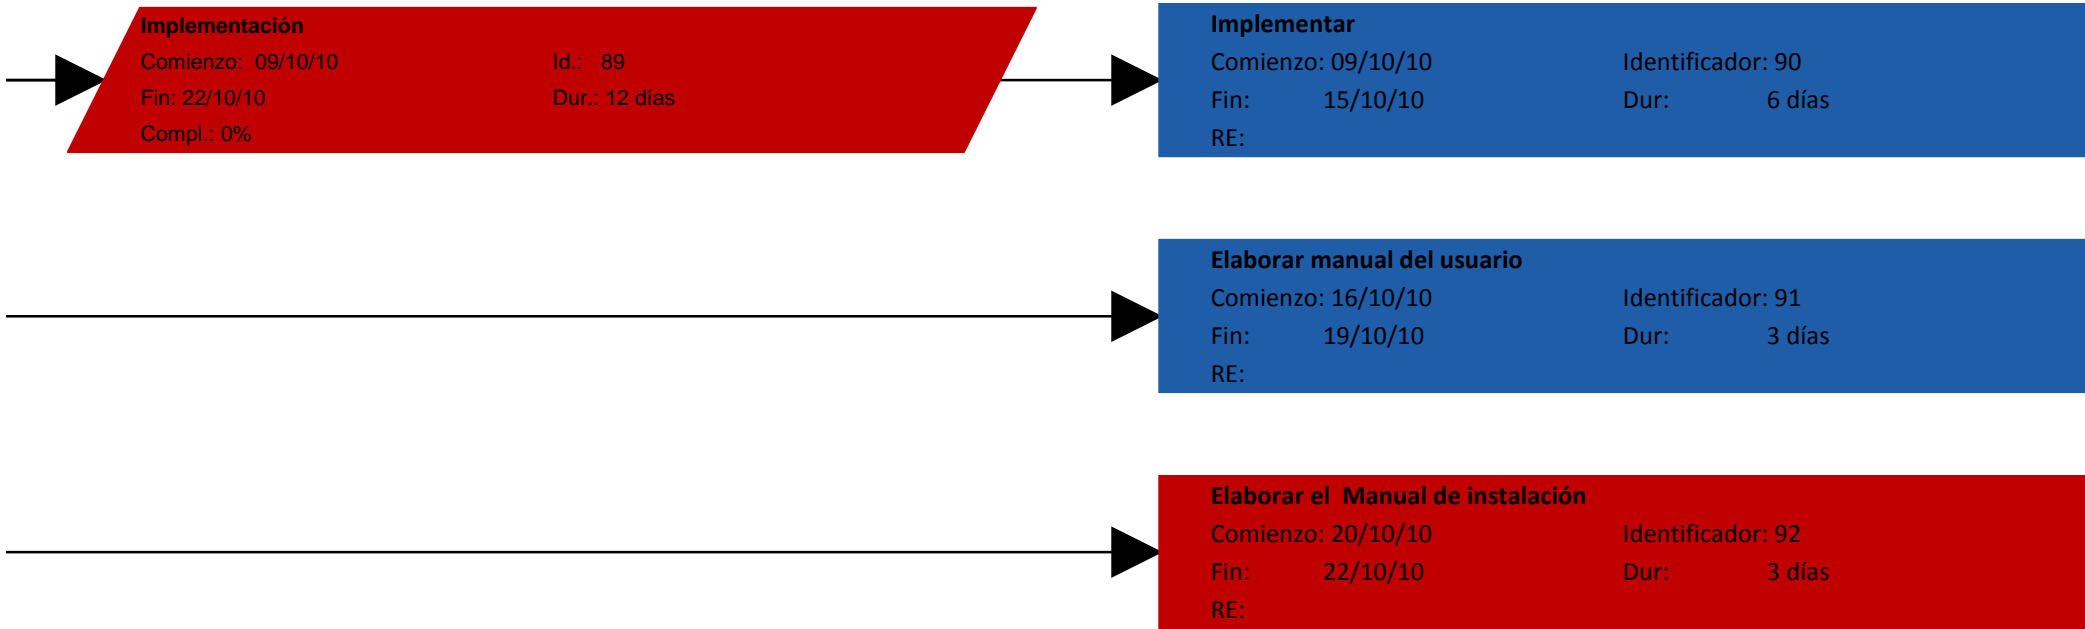 Implementación
Comienzo: 09/10/10 Id.: 89
Fin: 22/10/10 Dur.: 12 días
Compl.: 0%
Implementar
Comienzo: 09/10/10 Identificador: 90
Fin: 15/10/10 Dur: 6 días
RE:
Elaborar manual del usuario
Comienzo: 16/10/10 Identificador: 91
Fin: 19/10/10 Dur: 3 días
RE:
Elaborar el Manual de instalación
Comienzo: 20/10/10 Identificador: 92
Fin: 22/10/10 Dur: 3 días
RE: